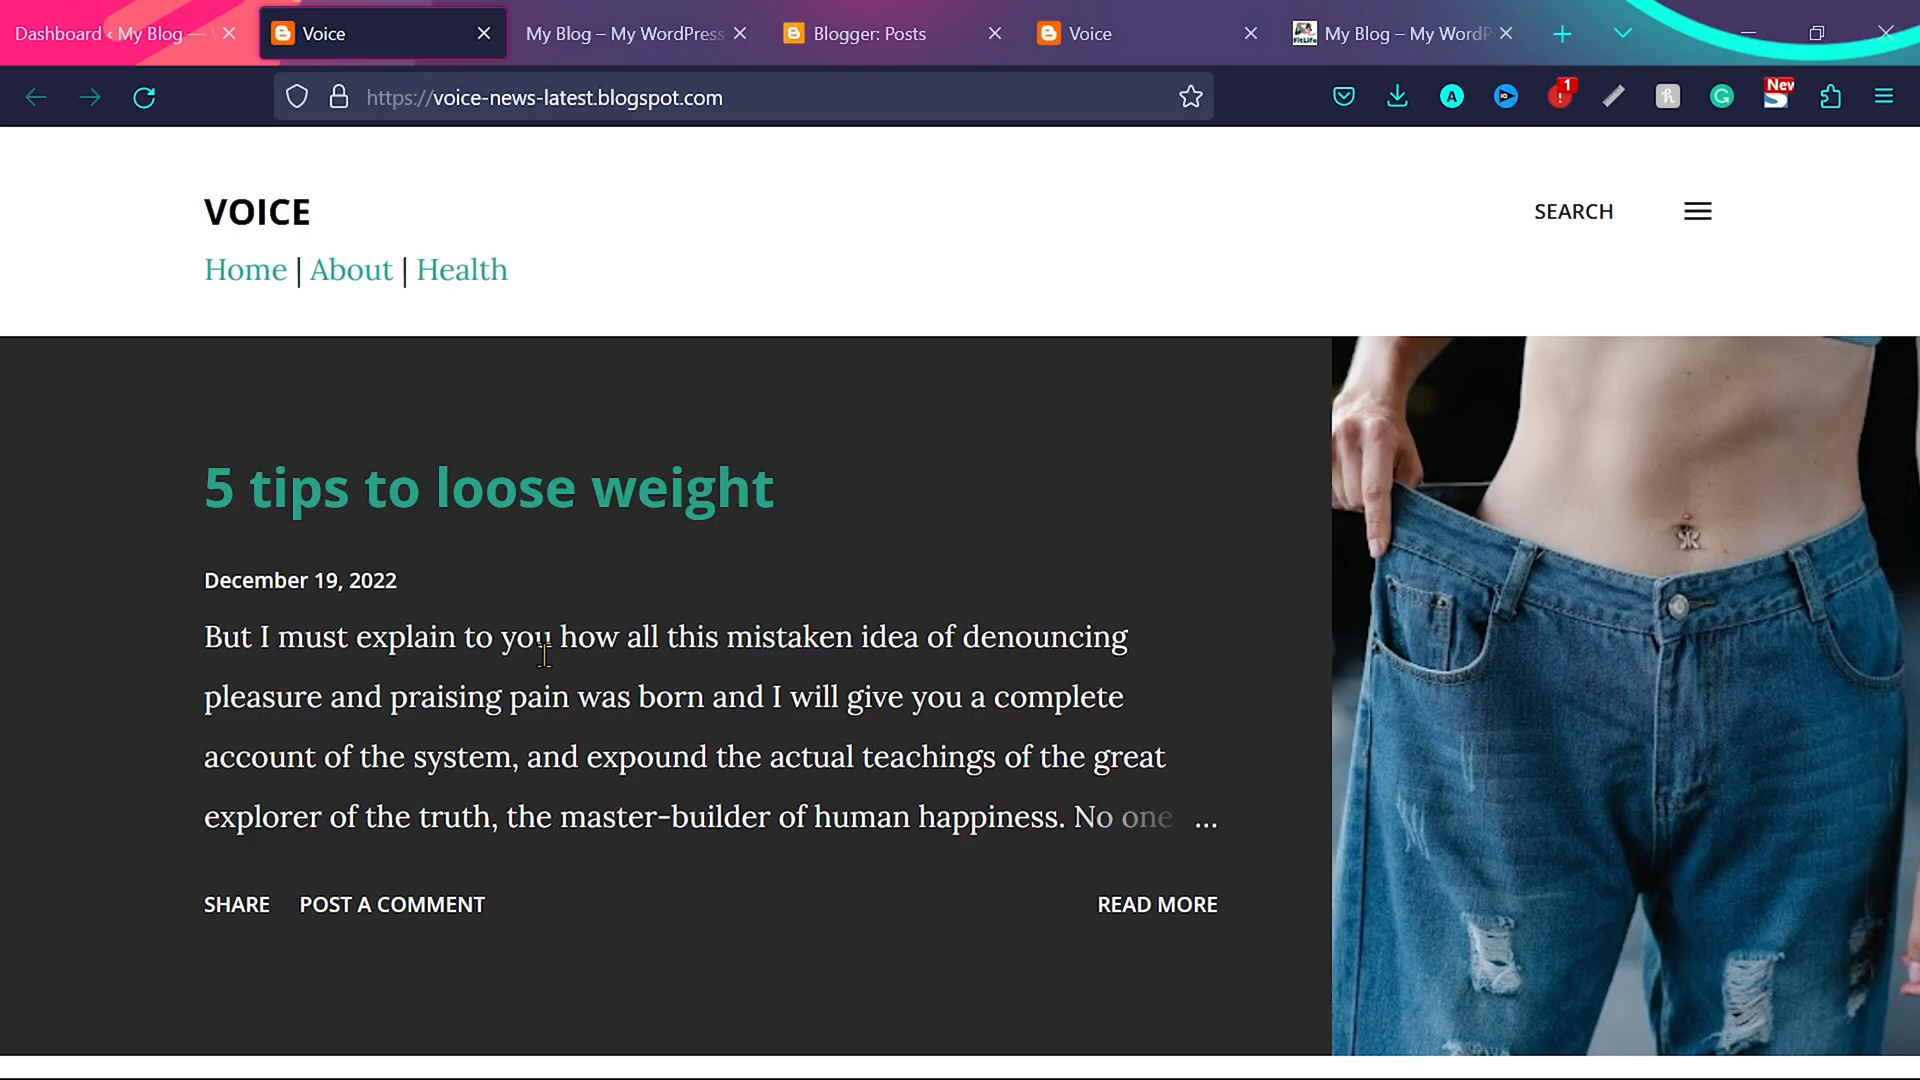 Dashboard ‹ My Blog —
Voice
My Blog – My WordPress
Blogger: Posts
Voice
My Blog – My WordP
https://voice-news-latest.blogspot.com
1
New
VOICE
SEARCH
Home | About | Health
5 tips to loose weight
December 19, 2022
But I must explain to you how all this mistaken idea of denouncing
pleasure and praising pain was born and I will give you a complete
account of the system, and expound the actual teachings of the great
explorer of the truth, the master-builder of human happiness. No one ...
SHARE POST A COMMENT READ MORE